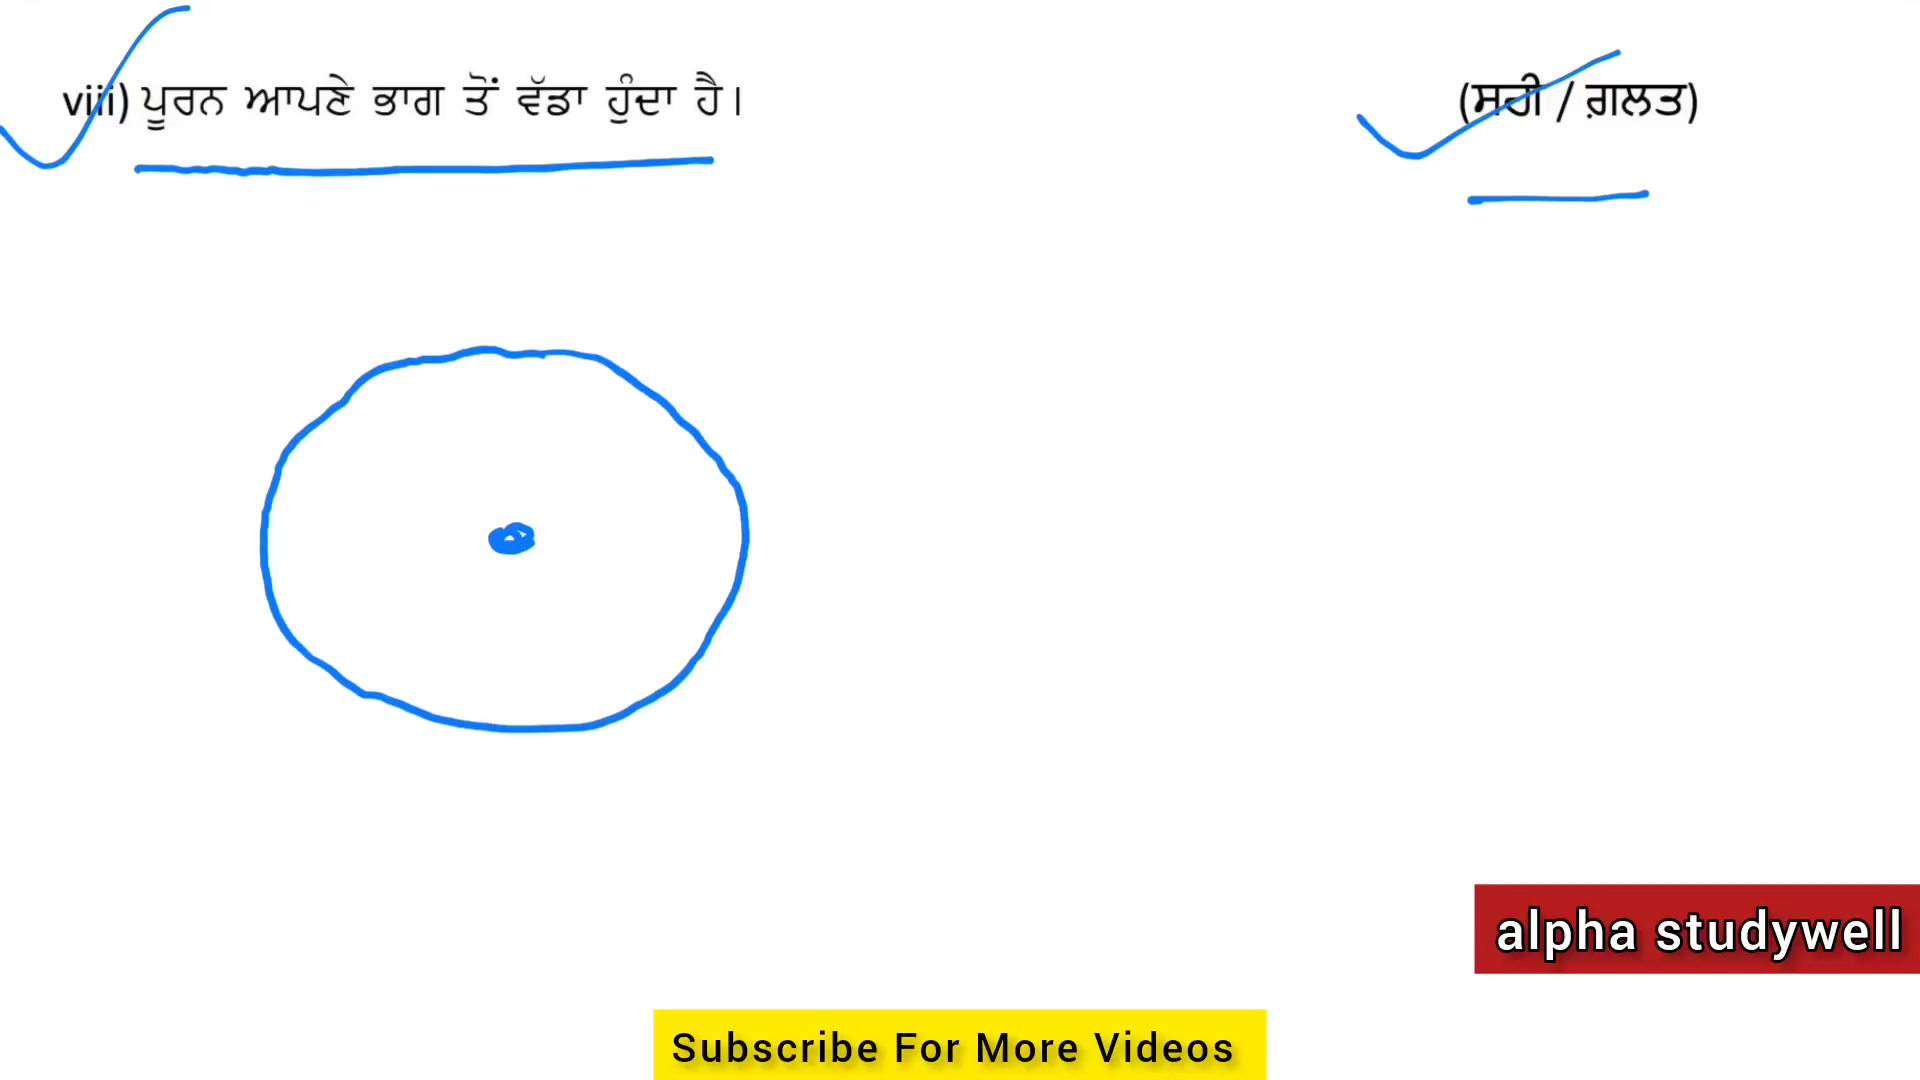 viii) ਪੂਰਨ ਆਪਣੇ ਭਾਗ ਤੋਂ ਵੱਡਾ ਹੁੰਦਾ ਹੈ। (ਸਹੀ / ਗ਼ਲਤ)
alpha studywell
Subscribe For More Videos